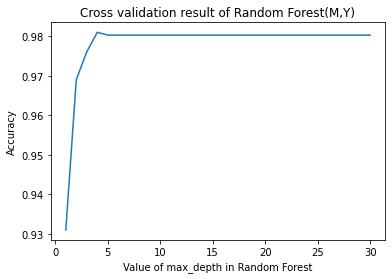 Cross validation result of Random Forest(M,Y)
0.98
0.97
0.96
0.95
0.94
0.93
Accuracy
0 5 10 15 20 25 30
Value of max_depth in Random Forest